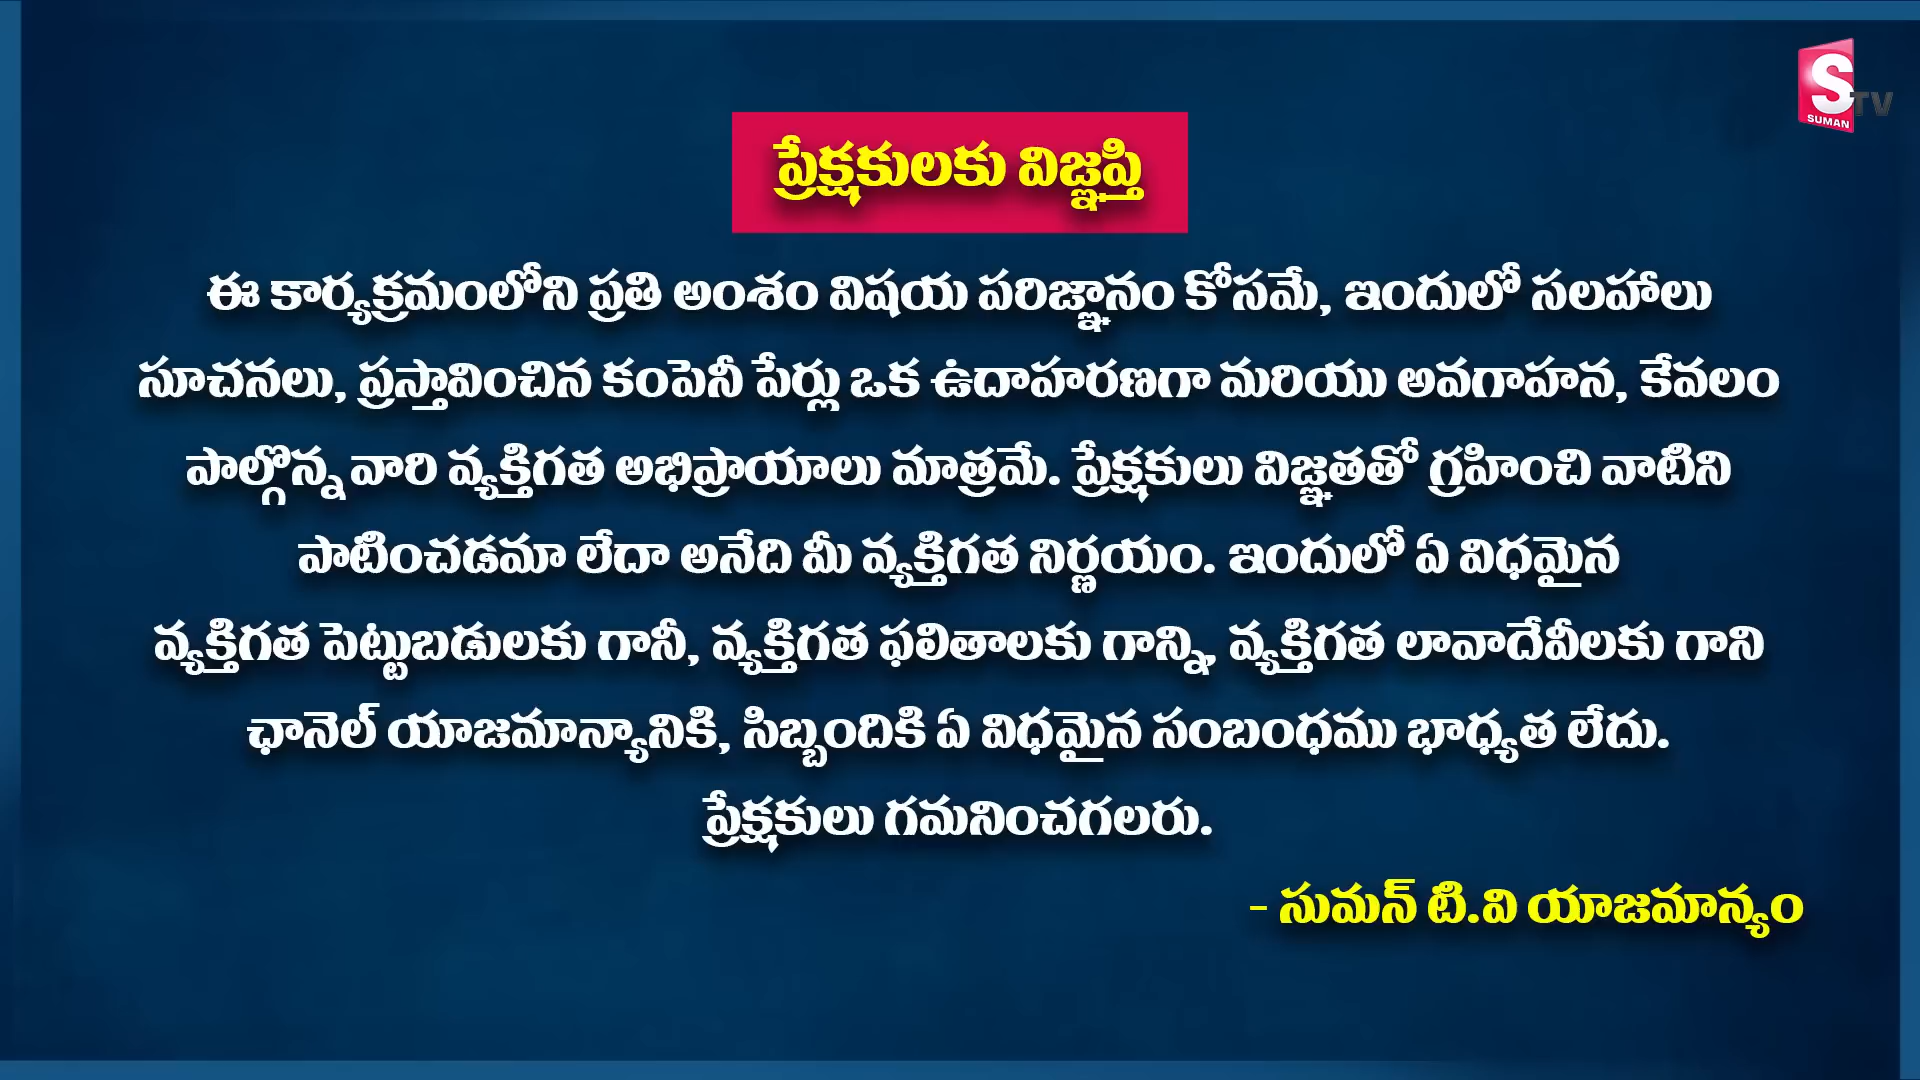 S TV
SUMAN
ప్రేక్షకులకు విజ్ఞప్తి
ఈ కార్యక్రమంలోని ప్రతి అంశం విషయ పరిజ్ఞానం కోసమే, ఇందులో సలహాలు
సూచనలు, ప్రస్తావించిన కంపెనీ పేర్లు ఒక ఉదాహరణగా మరియు అవగాహన, కేవలం
పాల్గొన్న వారి వ్యక్తిగత అభిప్రాయాలు మాత్రమే. ప్రేక్షకులు విజ్ఞతతో గ్రహించి వాటిని
పాటించడమా లేదా అనేది మీ వ్యక్తిగత నిర్ణయం. ఇందులో ఏ విధమైన
వ్యక్తిగత పెట్టుబడులకు గానీ, వ్యక్తిగత ఫలితాలకు గాన్ని, వ్యక్తిగత లావాదేవీలకు గాని
ఛానెల్ యాజమాన్యానికి, సిబ్బందికి ఏ విధమైన సంబంధము భాధ్యత లేదు.
ప్రేక్షకులు గమనించగలరు.
- సుమన్ టి.వి యాజమాన్యం